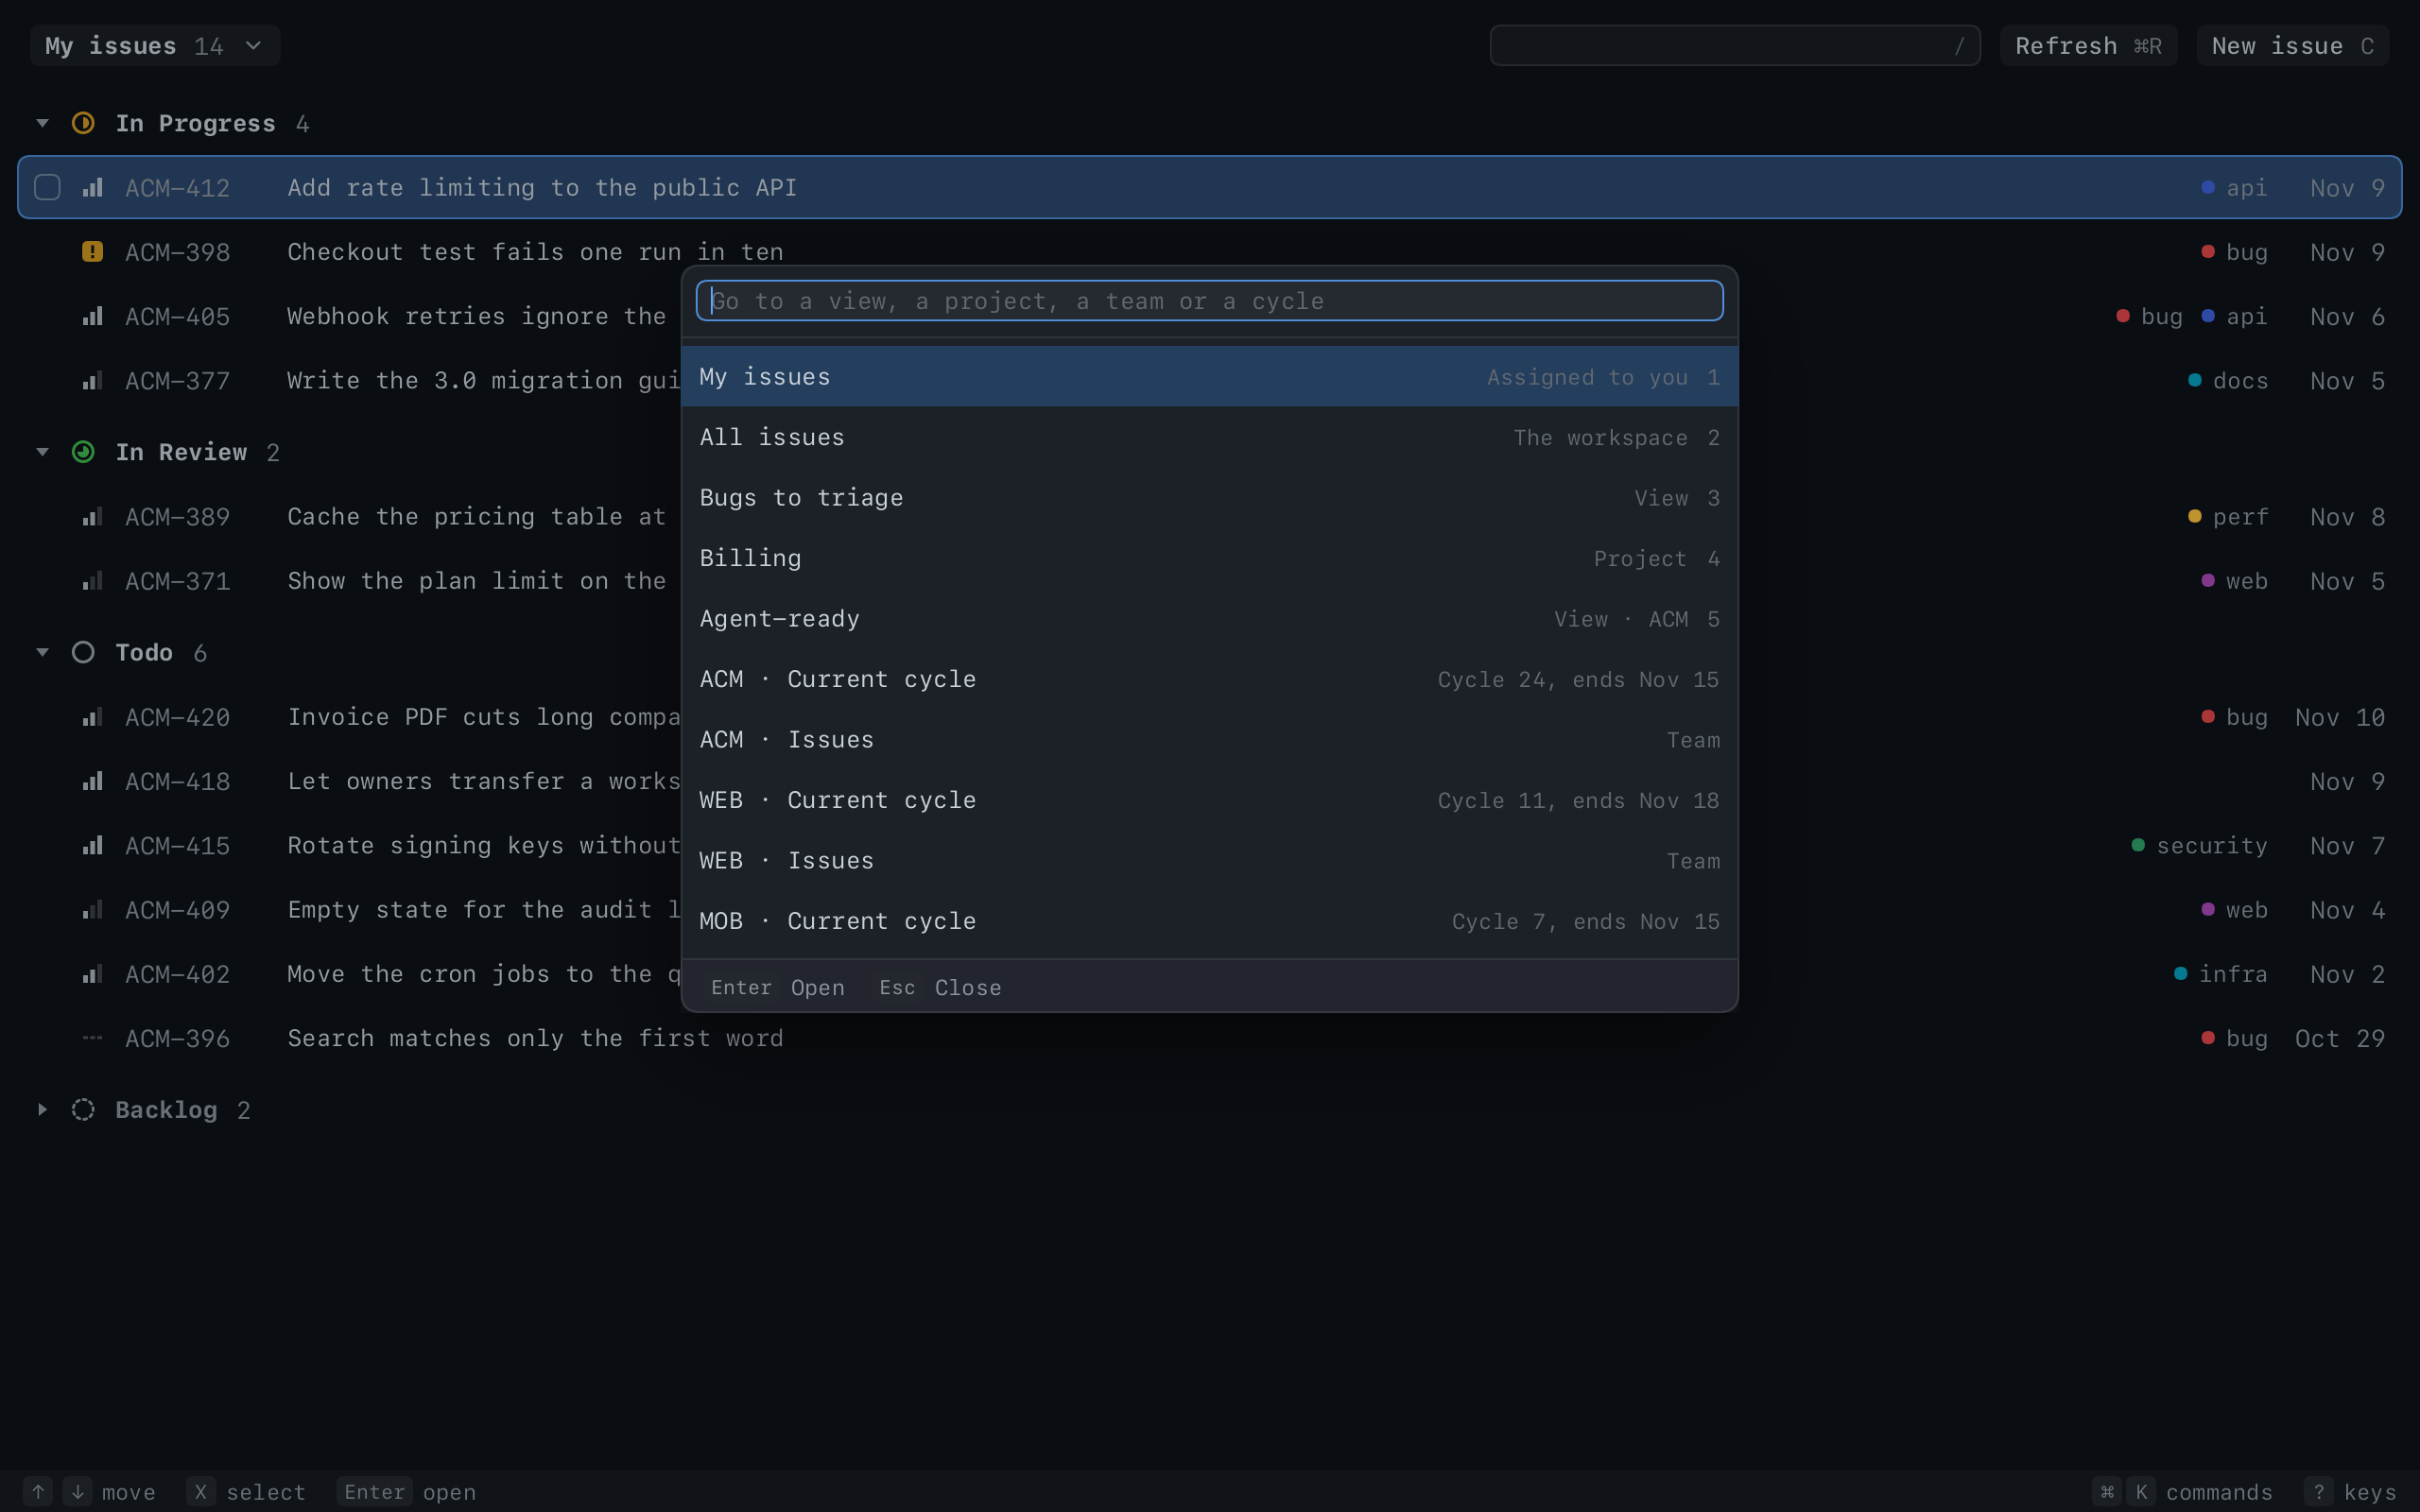 My issues 14
/
Refresh ⌘R
New issue C
In Progress 4
ACM-412 Add rate limiting to the public API api Nov 9
ACM-398 Checkout test fails one run in ten bug Nov 9
ACM-405 Webhook retries ignore the bug api Nov 6
ACM-377 Write the 3.0 migration gui docs Nov 5
In Review 2
ACM-389 Cache the pricing table at perf Nov 8
ACM-371 Show the plan limit on the web Nov 5
Todo 6
ACM-420 Invoice PDF cuts long compa bug Nov 10
ACM-418 Let owners transfer a works Nov 9
ACM-415 Rotate signing keys without security Nov 7
ACM-409 Empty state for the audit l web Nov 4
ACM-402 Move the cron jobs to the q infra Nov 2
ACM-396 Search matches only the first word bug Oct 29
Backlog 2
Go to a view, a project, a team or a cycle
My issues Assigned to you 1
All issues The workspace 2
Bugs to triage View 3
Billing Project 4
Agent-ready View · ACM 5
ACM · Current cycle Cycle 24, ends Nov 15
ACM · Issues Team
WEB · Current cycle Cycle 11, ends Nov 18
WEB · Issues Team
MOB · Current cycle Cycle 7, ends Nov 15
Enter Open Esc Close
↑ ↓ move X select Enter open
⌘ K commands ? keys